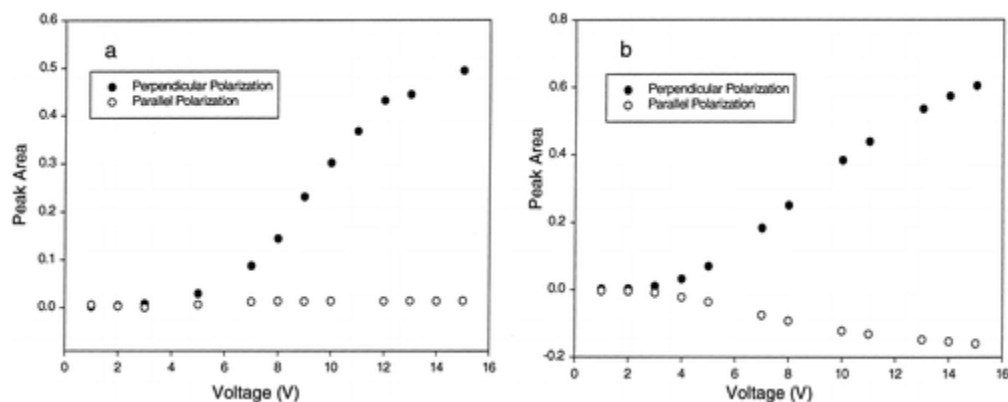 a
Perpendicular Polarization
Parallel Polarization
Peak Area
0.6
0.5
0.4
0.3
0.2
0.1
0.0
0 2 4 6 8 10 12 14 16
Voltage (V)
b
Perpendicular Polarization
Parallel Polarization
Peak Area
0.8
0.6
0.4
0.2
0.0
-0.2
0 2 4 6 8 10 12 14 16
Voltage (V)